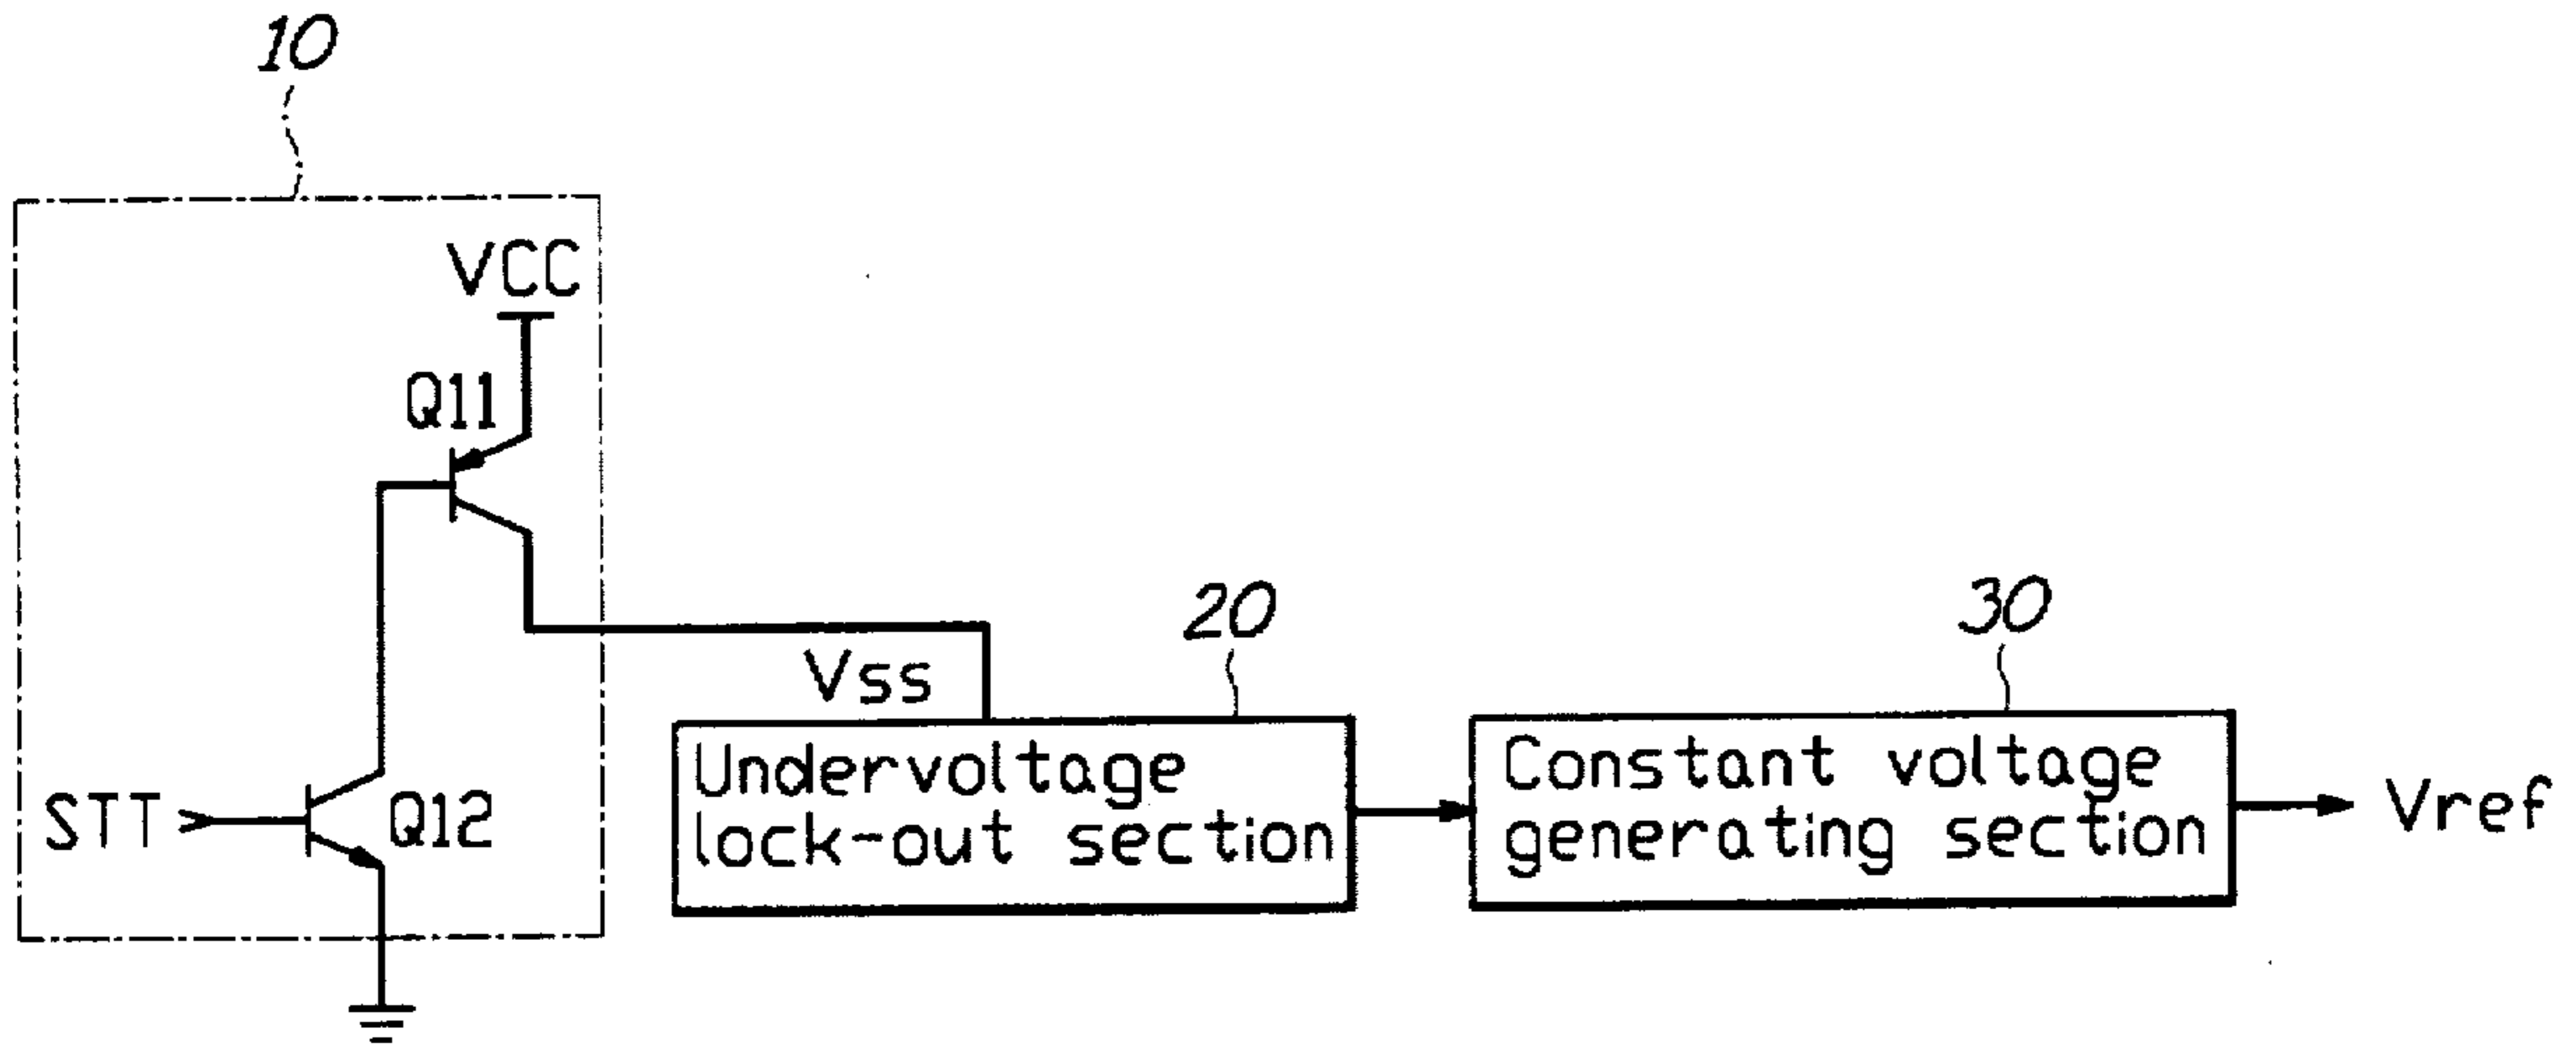 10
VCC
Q11
Vss
20
30
STT
Q12
Undervoltage
lock-out section
Constant voltage
generating section
Vref